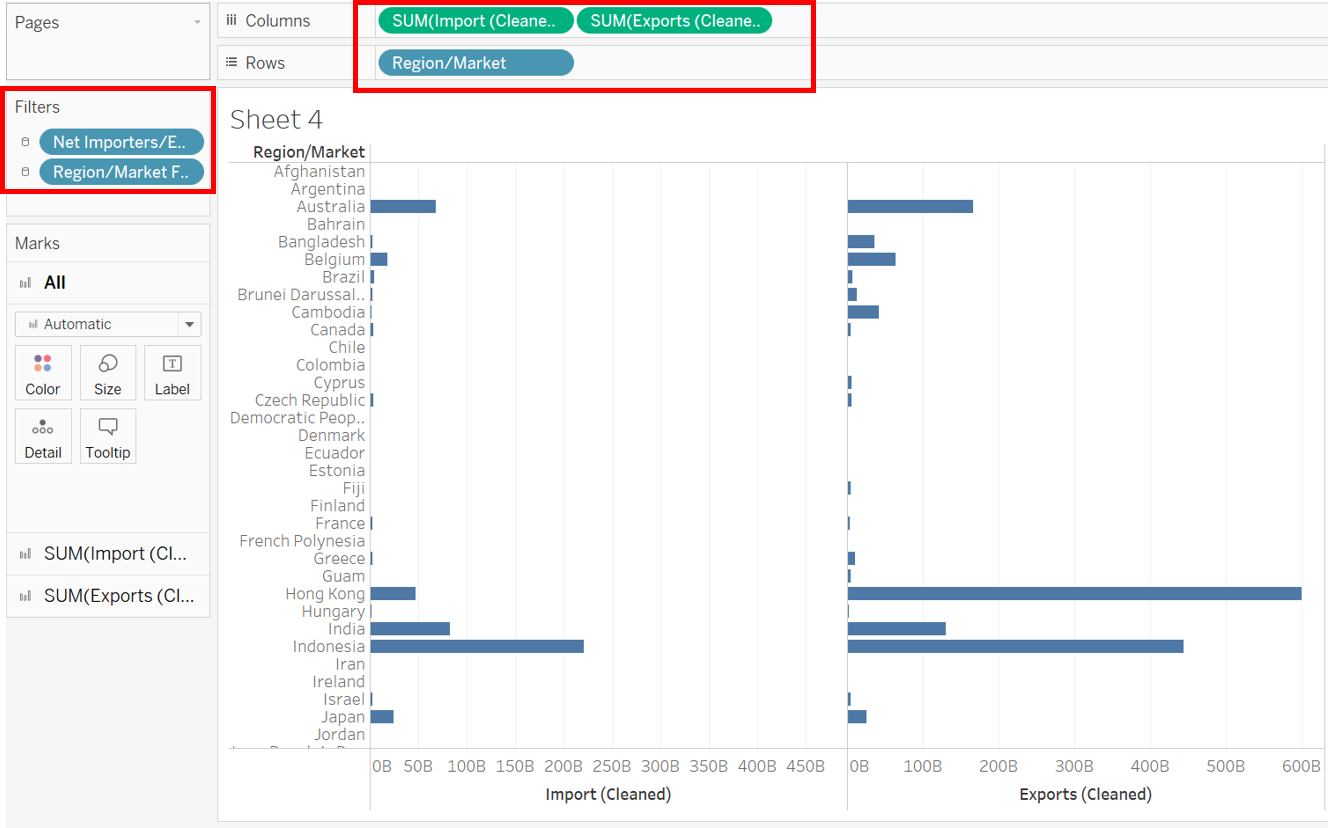 Pages
Columns
SUM(Import (Cleane..
SUM(Exports (Cleane..
Rows
Region/Market
Filters
Net Importers/E..
Region/Market F..
Marks
All
Automatic
Color
Size
T
Label
Detail
Tooltip
SUM(Import (Cl...
SUM(Exports (Cl...
Sheet 4
Region/Market
Afghanistan
Argentina
Australia
Bahrain
Bangladesh
Belgium
Brazil
Brunei Darussal..
Cambodia
Canada
Chile
Colombia
Cyprus
Czech Republic
Democratic Peop..
Denmark
Ecuador
Estonia
Fiji
Finland
France
French Polynesia
Greece
Guam
Hong Kong
Hungary
India
Indonesia
Iran
Ireland
Israel
Japan
Jordan
0B 50B 100B 150B 200B 250B 300B 350B 400B 450B
0B 100B 200B 300B 400B 500B 600B
Import (Cleaned)
Exports (Cleaned)